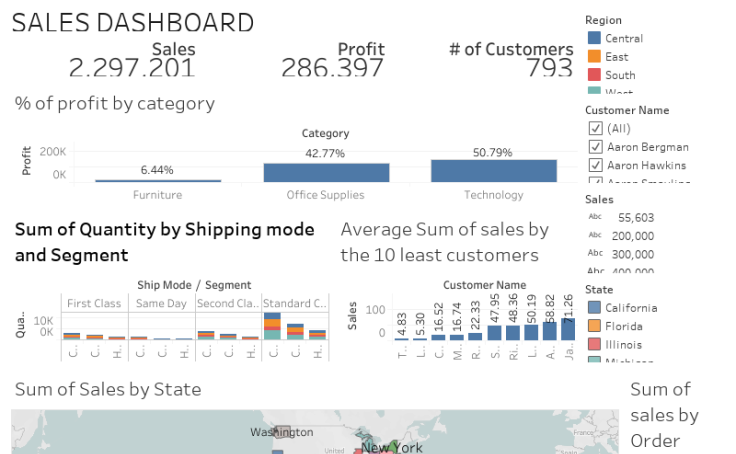 SALES DASHBOARD
Sales
2,297,201
Profit
286,397
# of Customers
793
% of profit by category
Category
Profit
200K
0K
6.44%
42.77%
50.79%
Furniture
Office Supplies
Technology
Sum of Quantity by Shipping mode
and Segment
Ship Mode / Segment
First Class
Same Day
Second Cla..
Standard C..
Qua..
10K
0K
C..
C..
H..
C..
C..
H..
C..
C..
H..
C..
C..
H..
Average Sum of sales by
the 10 least customers
Customer Name
Sales
100
0
4.83
5.30
16.52
16.74
22.33
47.95
48.36
50.19
58.82
71.26
T..
L..
C..
M..
R..
S..
Ri..
L..
A..
Ja..
Region
Central
East
South
West
Customer Name
(All)
Aaron Bergman
Aaron Hawkins
Aaron Smayling
Sales
Abc 55,603
Abc 200,000
Abc 300,000
Abc 400,000
State
California
Florida
Illinois
Michigan
Sum of Sales by State
Washington
New York
United
France
Sum of
sales by
Order